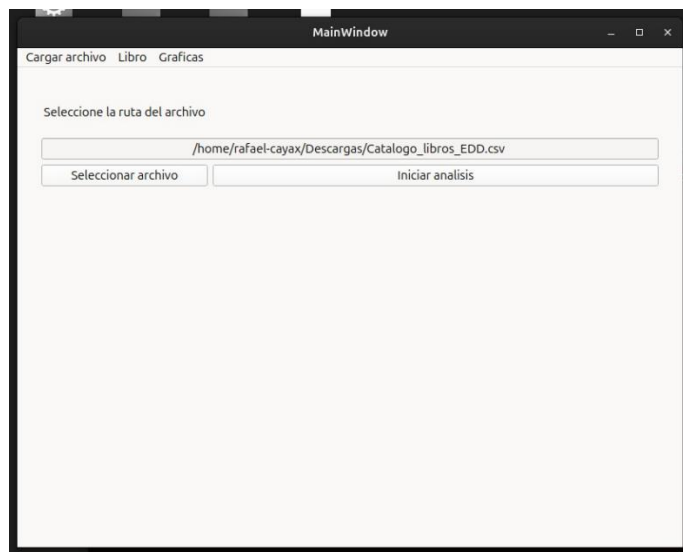 MainWindow
Cargar archivo Libro Graficas
Seleccione la ruta del archivo
/home/rafael-cayax/Descargas/Catalogo_libros_EDD.csv
Seleccionar archivo Iniciar analisis